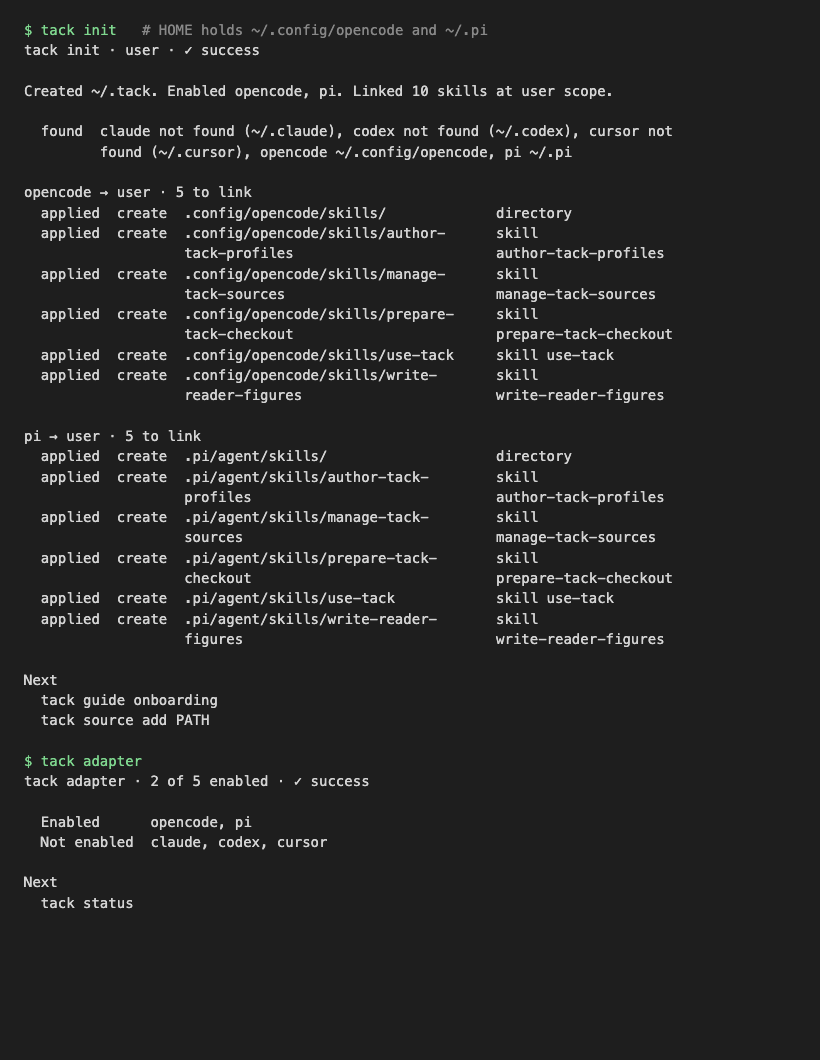 $ tack init   # HOME holds ~/.config/opencode and ~/.pi
tack init · user · ✓ success

Created ~/.tack. Enabled opencode, pi. Linked 10 skills at user scope.

  found  claude not found (~/.claude), codex not found (~/.codex), cursor not
         found (~/.cursor), opencode ~/.config/opencode, pi ~/.pi

opencode → user · 5 to link
  applied  create  .config/opencode/skills/             directory
  applied  create  .config/opencode/skills/author-      skill
                   tack-profiles                        author-tack-profiles
  applied  create  .config/opencode/skills/manage-      skill
                   tack-sources                         manage-tack-sources
  applied  create  .config/opencode/skills/prepare-     skill
                   tack-checkout                        prepare-tack-checkout
  applied  create  .config/opencode/skills/use-tack     skill use-tack
  applied  create  .config/opencode/skills/write-       skill
                   reader-figures                       write-reader-figures

pi → user · 5 to link
  applied  create  .pi/agent/skills/                    directory
  applied  create  .pi/agent/skills/author-tack-        skill
                   profiles                             author-tack-profiles
  applied  create  .pi/agent/skills/manage-tack-        skill
                   sources                              manage-tack-sources
  applied  create  .pi/agent/skills/prepare-tack-       skill
                   checkout                             prepare-tack-checkout
  applied  create  .pi/agent/skills/use-tack            skill use-tack
  applied  create  .pi/agent/skills/write-reader-       skill
                   figures                              write-reader-figures

Next
  tack guide onboarding
  tack source add PATH

$ tack adapter
tack adapter · 2 of 5 enabled · ✓ success

  Enabled      opencode, pi
  Not enabled  claude, codex, cursor

Next
  tack status